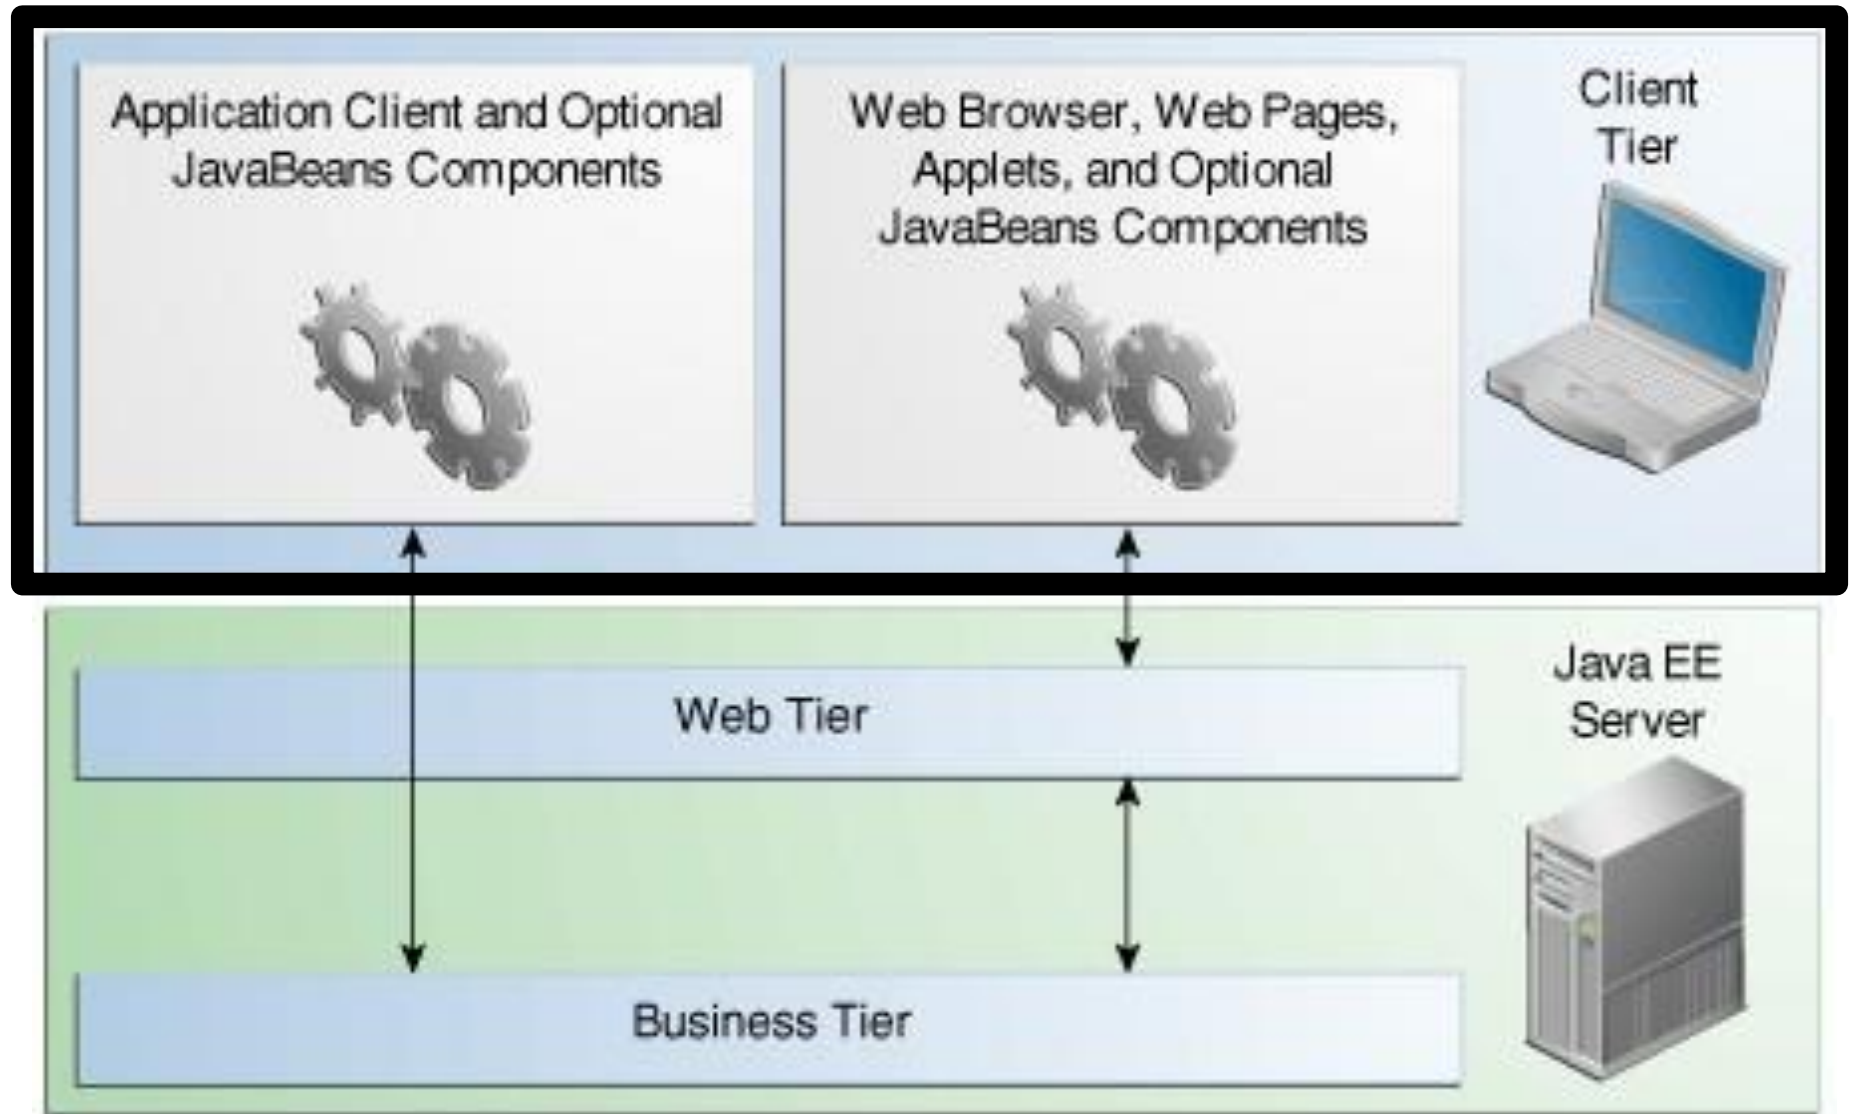 Application Client and Optional
JavaBeans Components
Web Browser, Web Pages,
Applets, and Optional
JavaBeans Components
Client
Tier
Web Tier
Java EE
Server
Business Tier